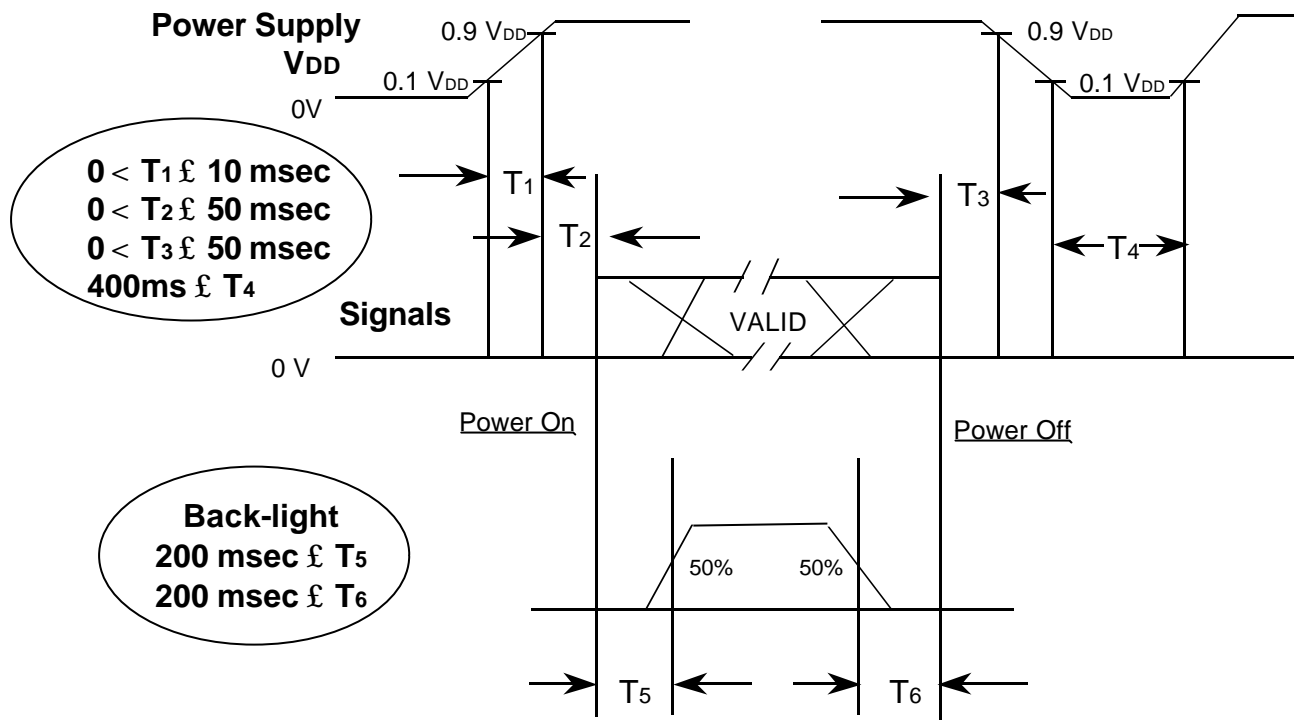 Power Supply
VDD
0.9 VDD
0.1 VDD
0V
0.9 VDD
0.1 VDD
0 < T1 £ 10 msec
0 < T2 £ 50 msec
0 < T3 £ 50 msec
400ms £ T4
T1
T2
T3
T4
Signals
VALID
0 V
Power On
Power Off
Back-light
200 msec £ T5
200 msec £ T6
50%
50%
T5
T6